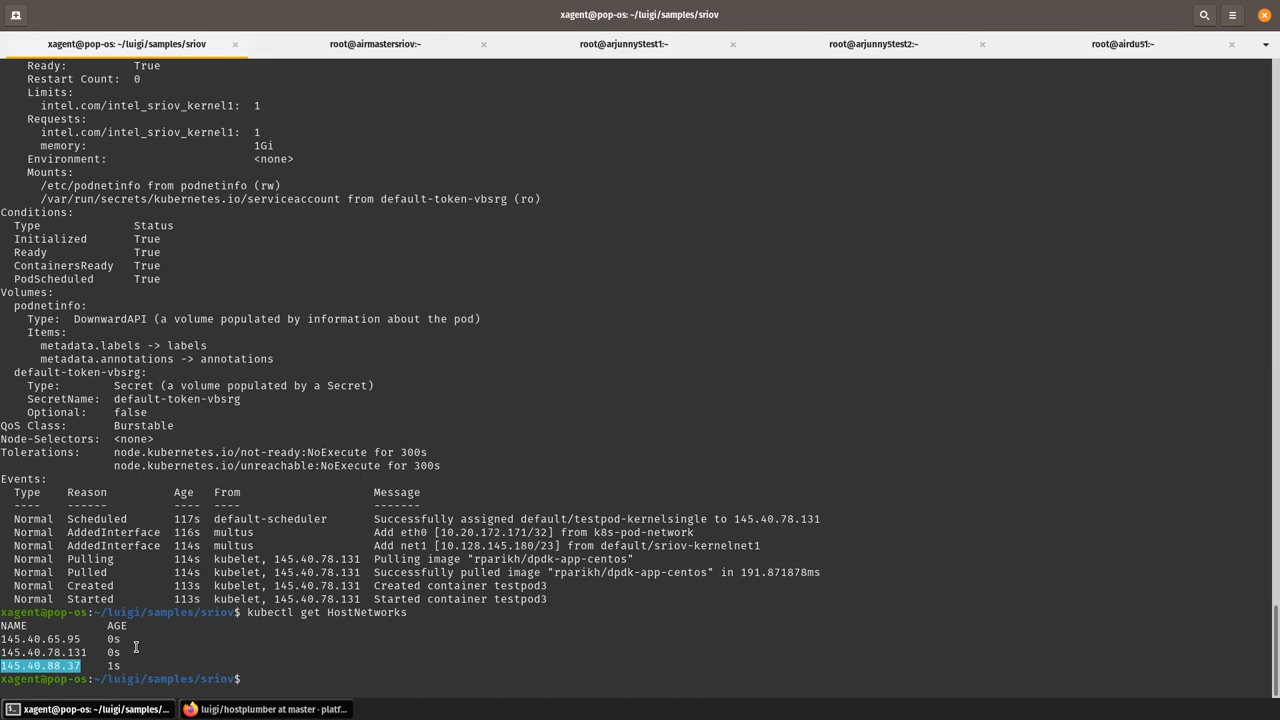 xagent@pop-os: ~/luigi/samples/sriov
xagent@pop-os: ~/luigi/samples/sriov × root@airmastersriov:~ × root@arjunny5test1:~ × root@arjunny5test2:~ × root@airdu51:~ ×
Ready: True
Restart Count: 0
Limits:
intel.com/intel_sriov_kernel1: 1
Requests:
intel.com/intel_sriov_kernel1: 1
memory: 1Gi
Environment: <none>
Mounts:
/etc/podnetinfo from podnetinfo (rw)
/var/run/secrets/kubernetes.io/serviceaccount from default-token-vbsrg (ro)
Conditions:
Type Status
Initialized True
Ready True
ContainersReady True
PodScheduled True
Volumes:
podnetinfo:
Type: DownwardAPI (a volume populated by information about the pod)
Items:
metadata.labels -> labels
metadata.annotations -> annotations
default-token-vbsrg:
Type: Secret (a volume populated by a Secret)
SecretName: default-token-vbsrg
Optional: false
QoS Class: Burstable
Node-Selectors: <none>
Tolerations: node.kubernetes.io/not-ready:NoExecute for 300s
node.kubernetes.io/unreachable:NoExecute for 300s
Events:
Type Reason Age From Message
---- ------ ---- ---- -------
Normal Scheduled 117s default-scheduler Successfully assigned default/testpod-kernelsingle to 145.40.78.131
Normal AddedInterface 116s multus Add eth0 [10.20.172.171/32] from k8s-pod-network
Normal AddedInterface 114s multus Add net1 [10.128.145.180/23] from default/sriov-kernelnet1
Normal Pulling 114s kubelet, 145.40.78.131 Pulling image "rparikh/dpdk-app-centos"
Normal Pulled 114s kubelet, 145.40.78.131 Successfully pulled image "rparikh/dpdk-app-centos" in 191.871878ms
Normal Created 113s kubelet, 145.40.78.131 Created container testpod3
Normal Started 113s kubelet, 145.40.78.131 Started container testpod3
xagent@pop-os:~/luigi/samples/sriov$ kubectl get HostNetworks
NAME AGE
145.40.65.95 0s
145.40.78.131 0s
145.40.88.37 1s
xagent@pop-os:~/luigi/samples/sriov$
xagent@pop-os: ~/luigi/samples/... luigi/hostplumber at master · platf...